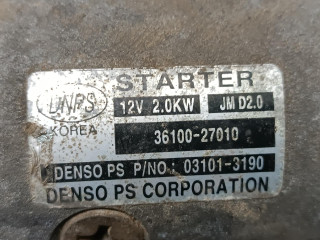 STARTER
DNPS 12V 2.0KW JM D2.0
KOREA 36100-27010
DENSO PS P/NO: 03101-3190
DENSO PS CORPORATION